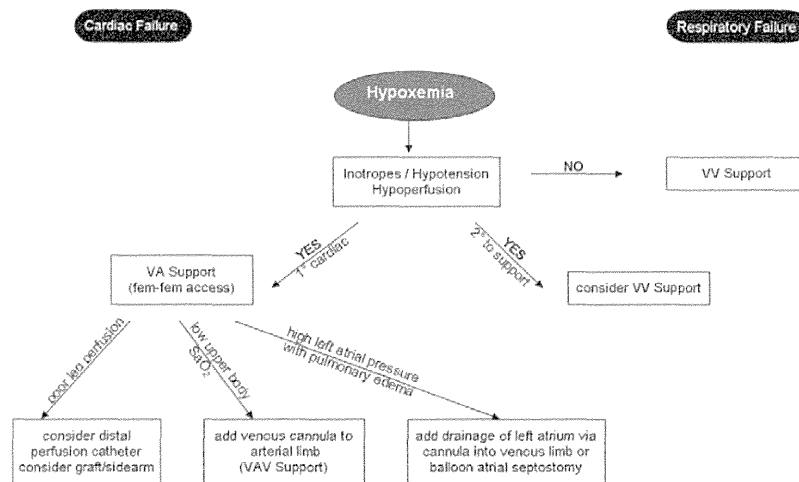 Cardiac Failure
Respiratory Failure
Hypoxemia
Inotropes / Hypotension
Hypoperfusion
NO
VV Support
YES
1° cardiac
YES
2° to support
VA Support
(fem-fem access)
consider VV Support
poor leg perfusion
low upper body
SaO₂
high left atrial pressure
with pulmonary edema
consider distal
perfusion catheter
consider graft/sidearm
add venous cannula to
arterial limb
(VAV Support)
add drainage of left atrium via
cannula into venous limb or
balloon atrial septostomy